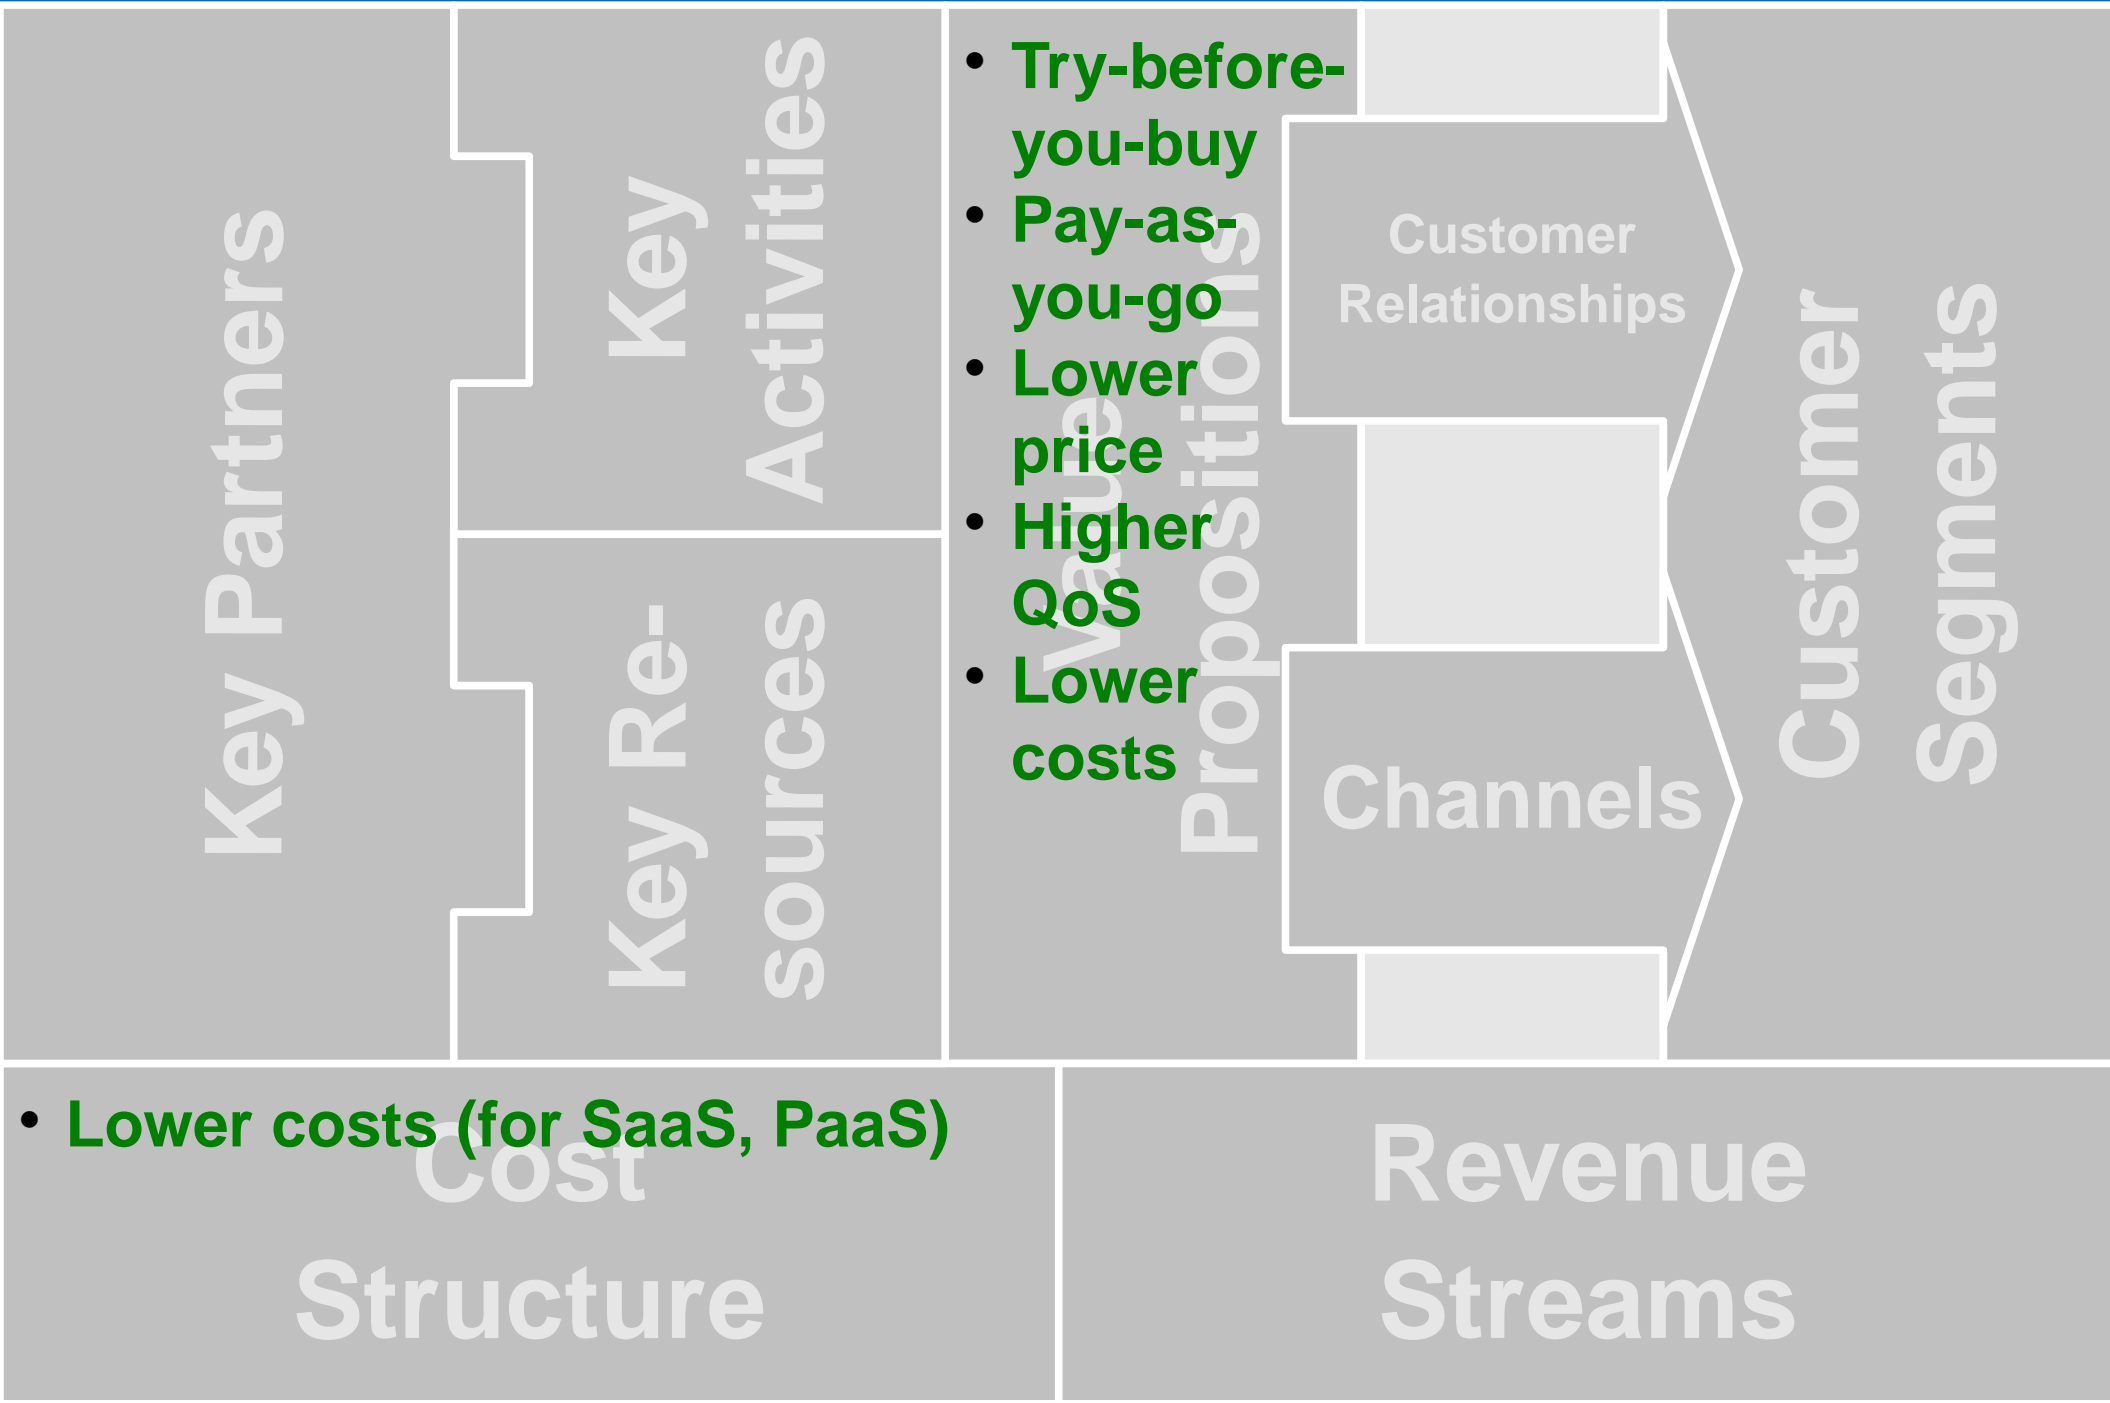 Key Partners
Key
Activities
Key Re-
sources
• Try-before-
you-buy
• Pay-as-
you-go
• Lower
price
• Higher
QoS
• Lower
costs
Value
Propositions
Customer
Relationships
Channels
Customer
Segments
• Lower costs (for SaaS, PaaS)
Cost
Structure
Revenue
Streams